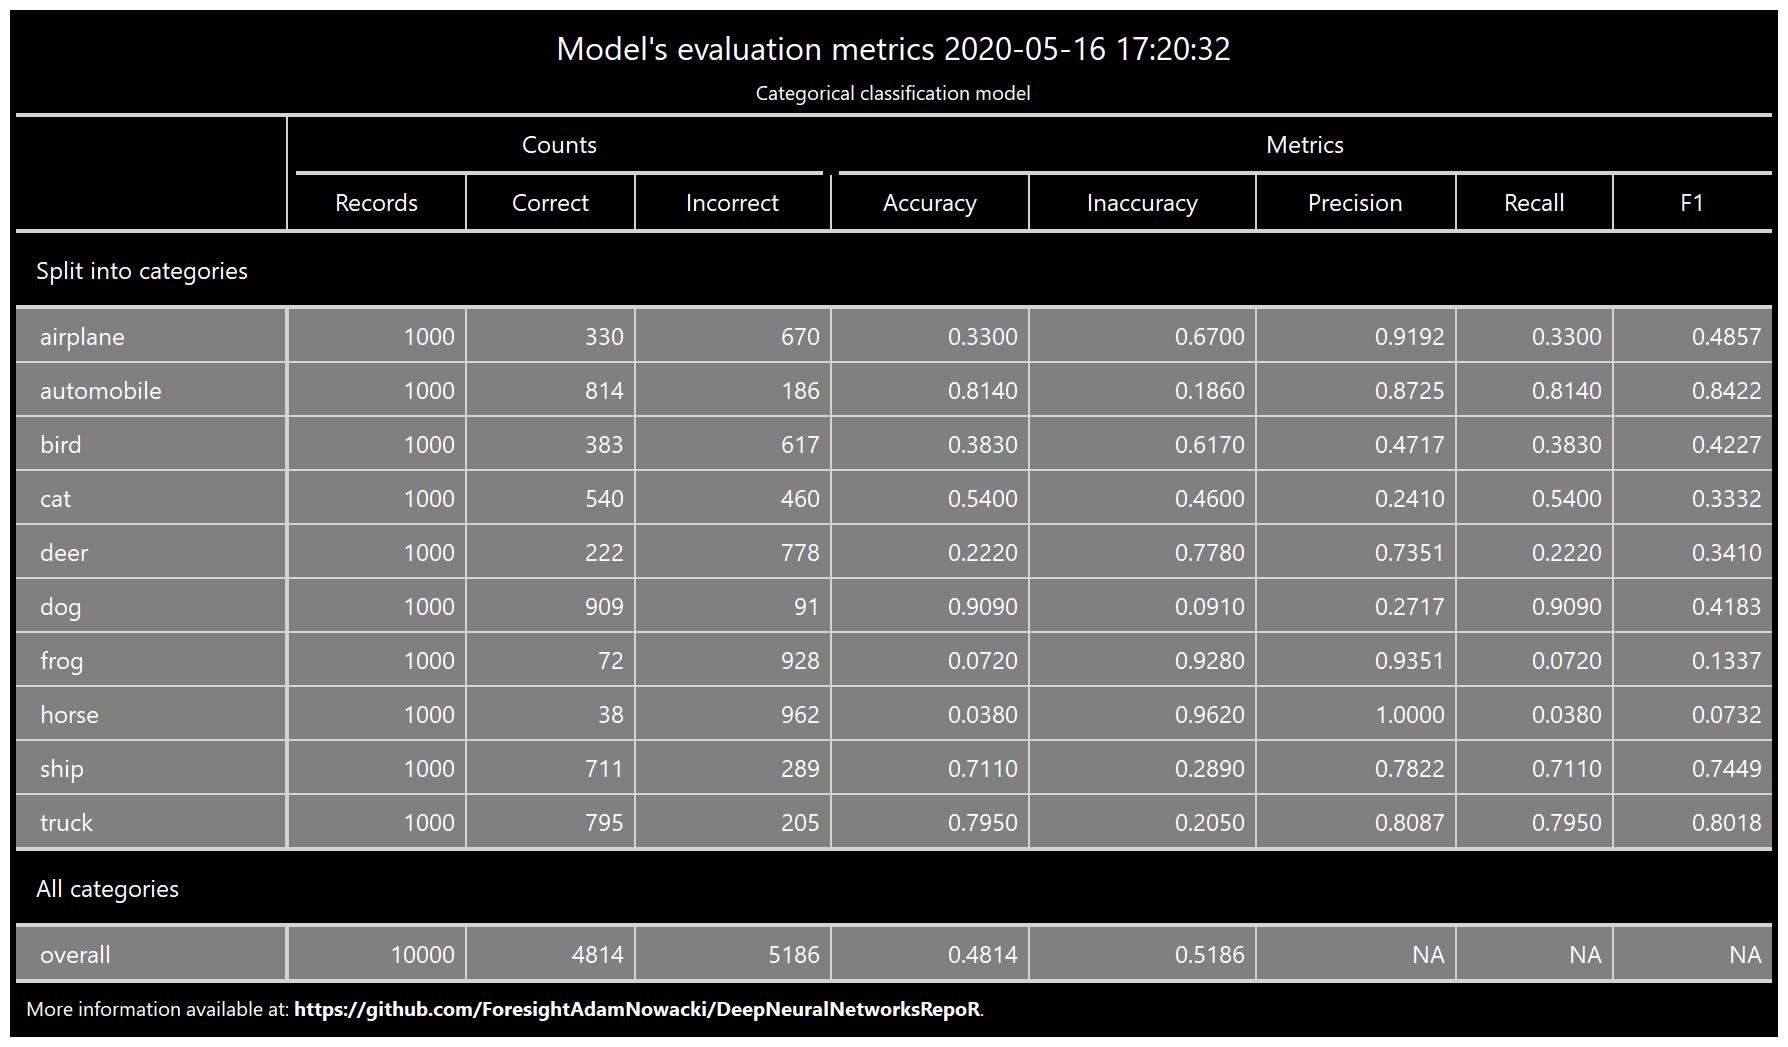 Model's evaluation metrics 2020-05-16 17:20:32
Categorical classification model
Counts Metrics
Records Correct Incorrect Accuracy Inaccuracy Precision Recall F1
Split into categories
airplane 1000 330 670 0.3300 0.6700 0.9192 0.3300 0.4857
automobile 1000 814 186 0.8140 0.1860 0.8725 0.8140 0.8422
bird 1000 383 617 0.3830 0.6170 0.4717 0.3830 0.4227
cat 1000 540 460 0.5400 0.4600 0.2410 0.5400 0.3332
deer 1000 222 778 0.2220 0.7780 0.7351 0.2220 0.3410
dog 1000 909 91 0.9090 0.0910 0.2717 0.9090 0.4183
frog 1000 72 928 0.0720 0.9280 0.9351 0.0720 0.1337
horse 1000 38 962 0.0380 0.9620 1.0000 0.0380 0.0732
ship 1000 711 289 0.7110 0.2890 0.7822 0.7110 0.7449
truck 1000 795 205 0.7950 0.2050 0.8087 0.7950 0.8018
All categories
overall 10000 4814 5186 0.4814 0.5186 NA NA NA
More information available at: https://github.com/ForesightAdamNowacki/DeepNeuralNetworksRepoR.